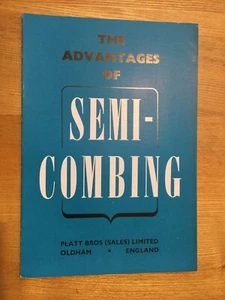 THE
ADVANTAGES
OF
SEMI-
COMBING
PLATT BROS (SALES) LIMITED
OLDHAM • ENGLAND